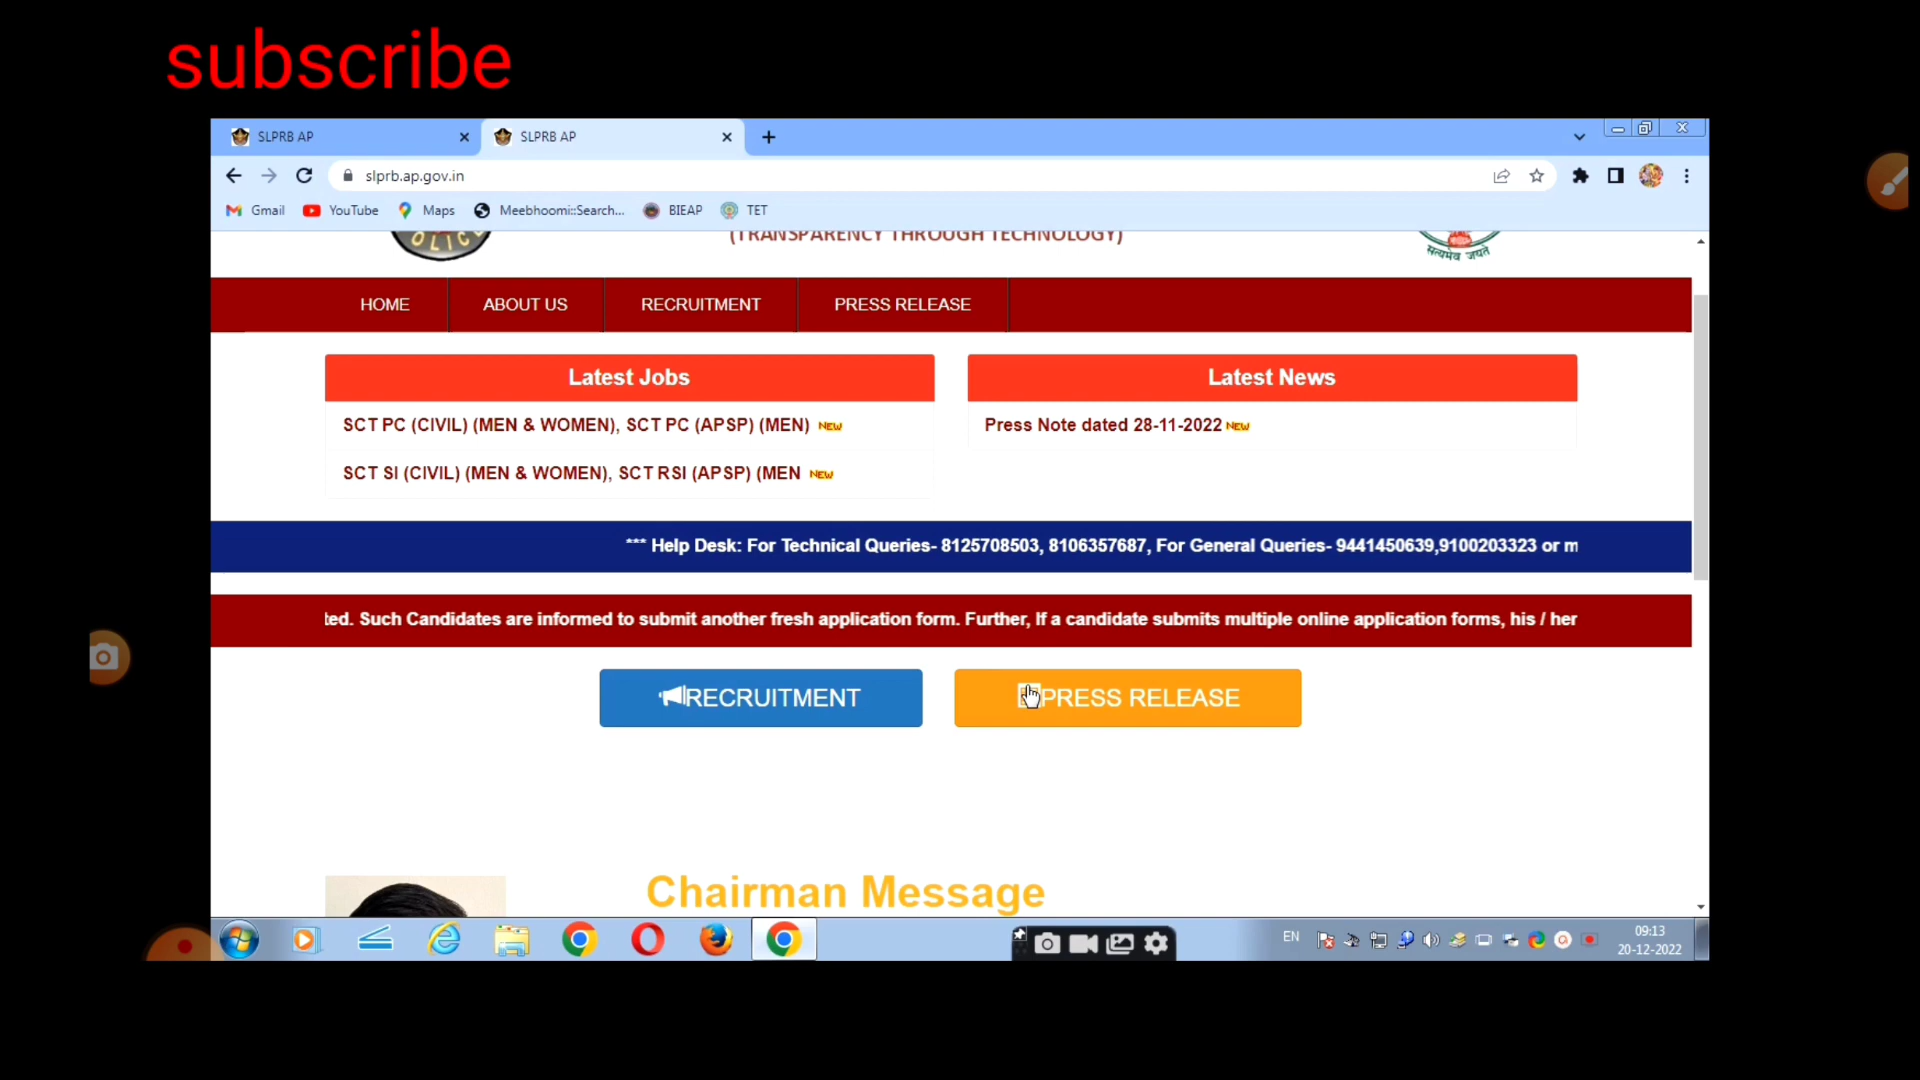 subscribe
SLPRB AP
SLPRB AP
slprb.ap.gov.in
Gmail
YouTube
Maps
Meebhoomi::Search...
BIEAP
TET
OLICE
(TRANSPARENCY THROUGH TECHNOLOGY)
सत्यमेव जयते
HOME
ABOUT US
RECRUITMENT
PRESS RELEASE
Latest Jobs
Latest News
SCT PC (CIVIL) (MEN & WOMEN), SCT PC (APSP) (MEN) NEW
Press Note dated 28-11-2022 NEW
SCT SI (CIVIL) (MEN & WOMEN), SCT RSI (APSP) (MEN NEW
*** Help Desk: For Technical Queries- 8125708503, 8106357687, For General Queries- 9441450639,9100203323 or m
ted. Such Candidates are informed to submit another fresh application form. Further, If a candidate submits multiple online application forms, his / her
RECRUITMENT
PRESS RELEASE
Chairman Message
EN
09:13
20-12-2022